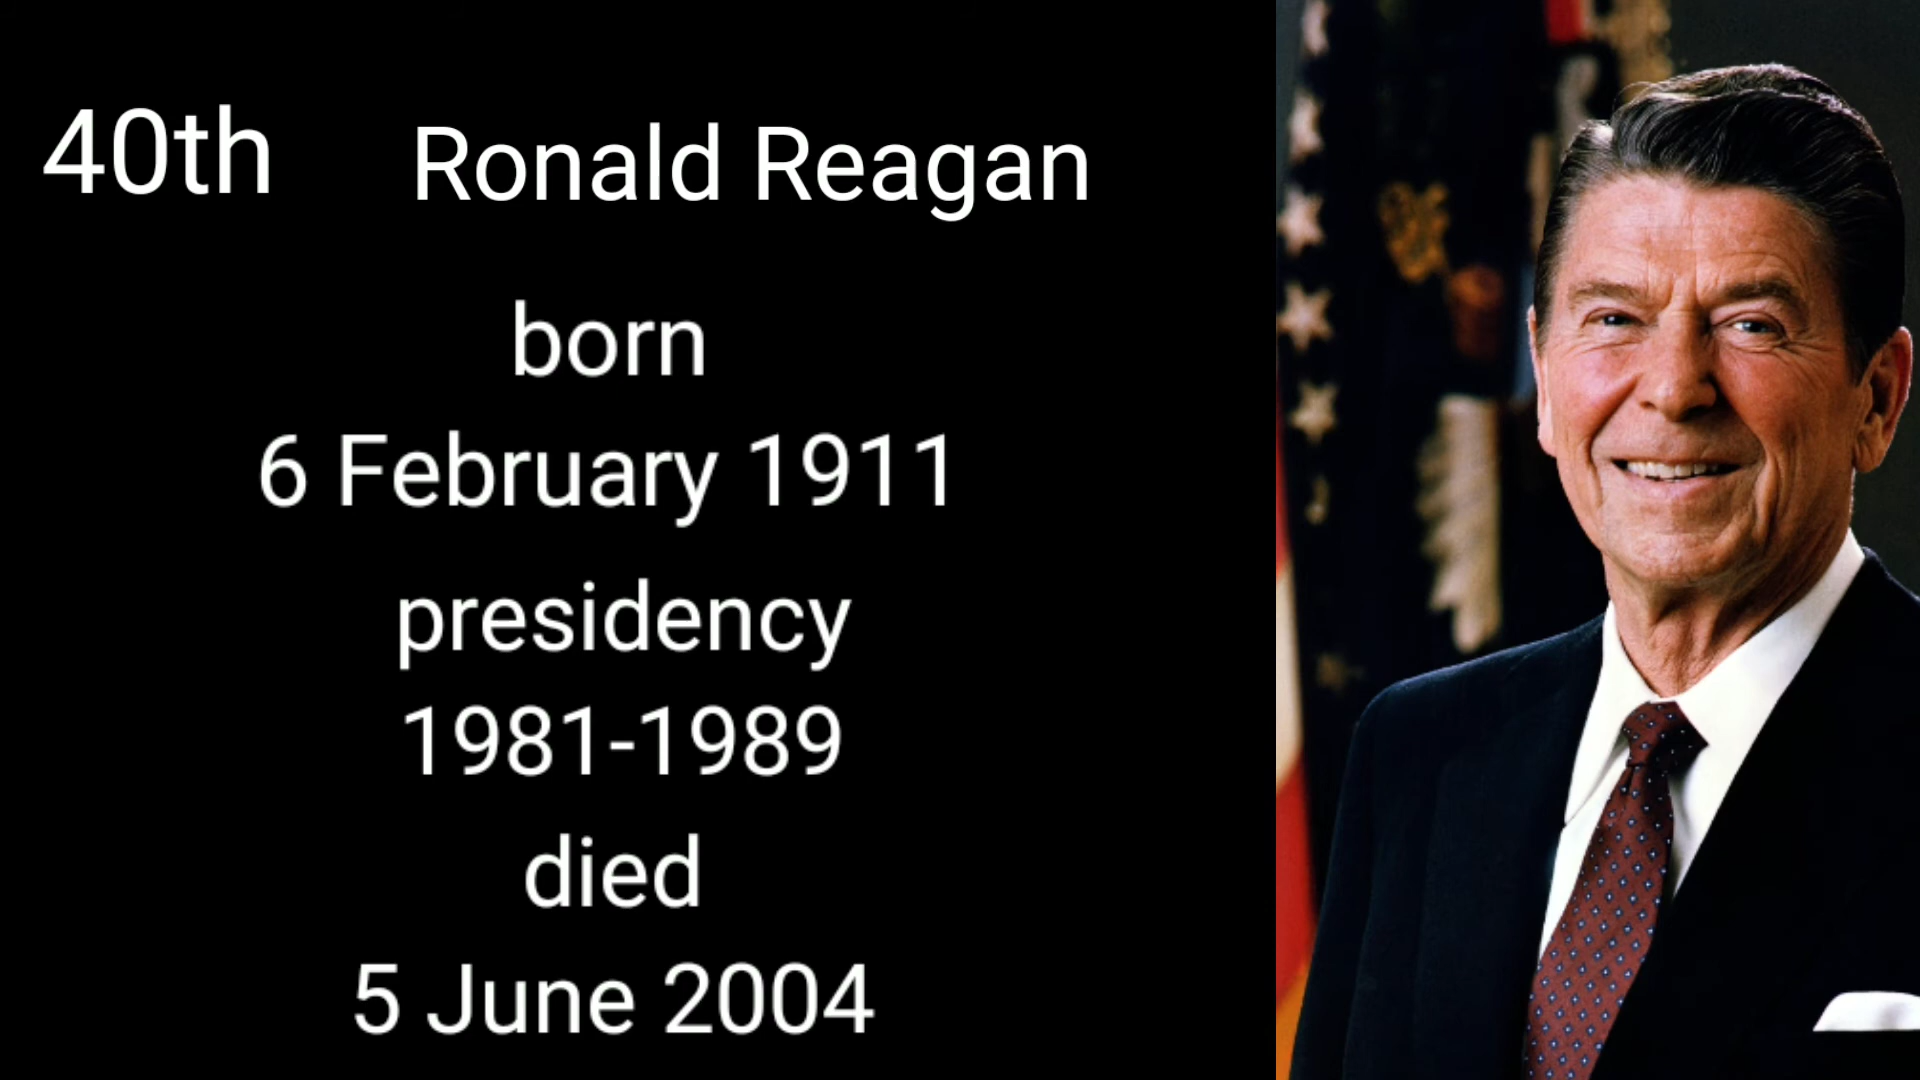 40th Ronald Reagan
born
6 February 1911
presidency
1981-1989
died
5 June 2004